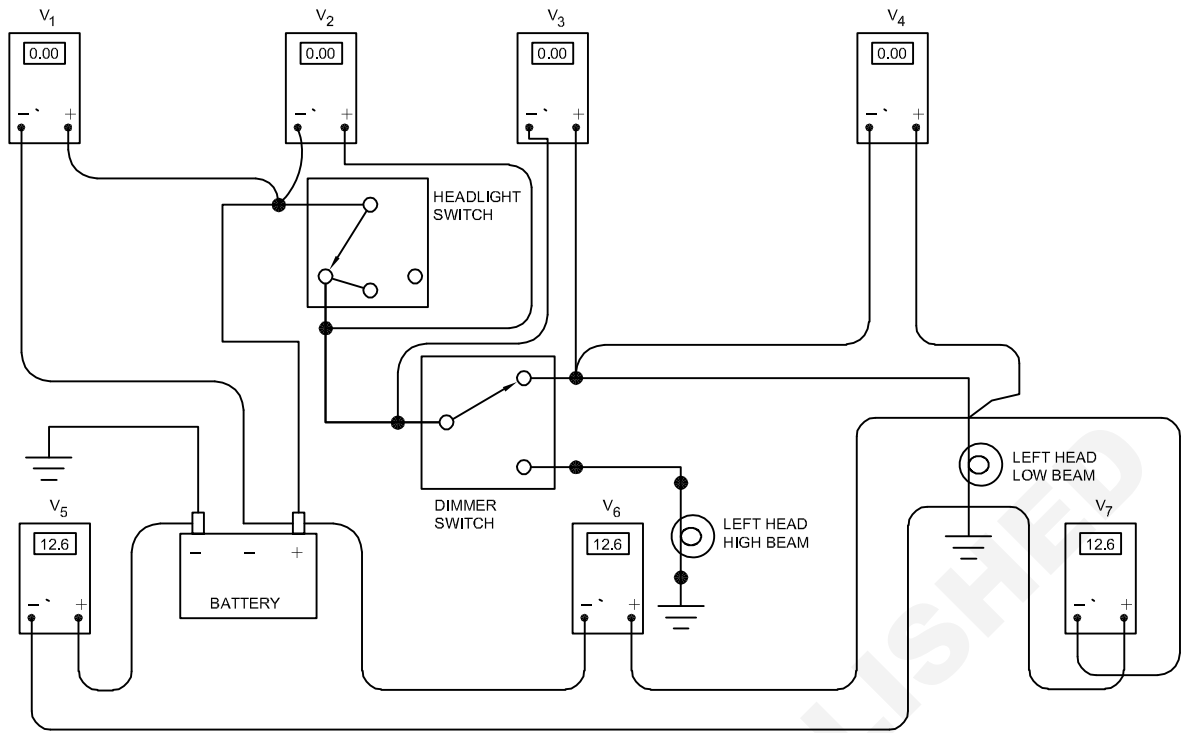 V1
V2
V3
V4
0.00
0.00
0.00
0.00
- +
- +
- +
- +
HEADLIGHT
SWITCH
LEFT HEAD
LOW BEAM
V5
DIMMER
SWITCH
V6
LEFT HEAD
HIGH BEAM
V7
12.6
- - +
12.6
12.6
BATTERY
- +
- +
- +
LISHED